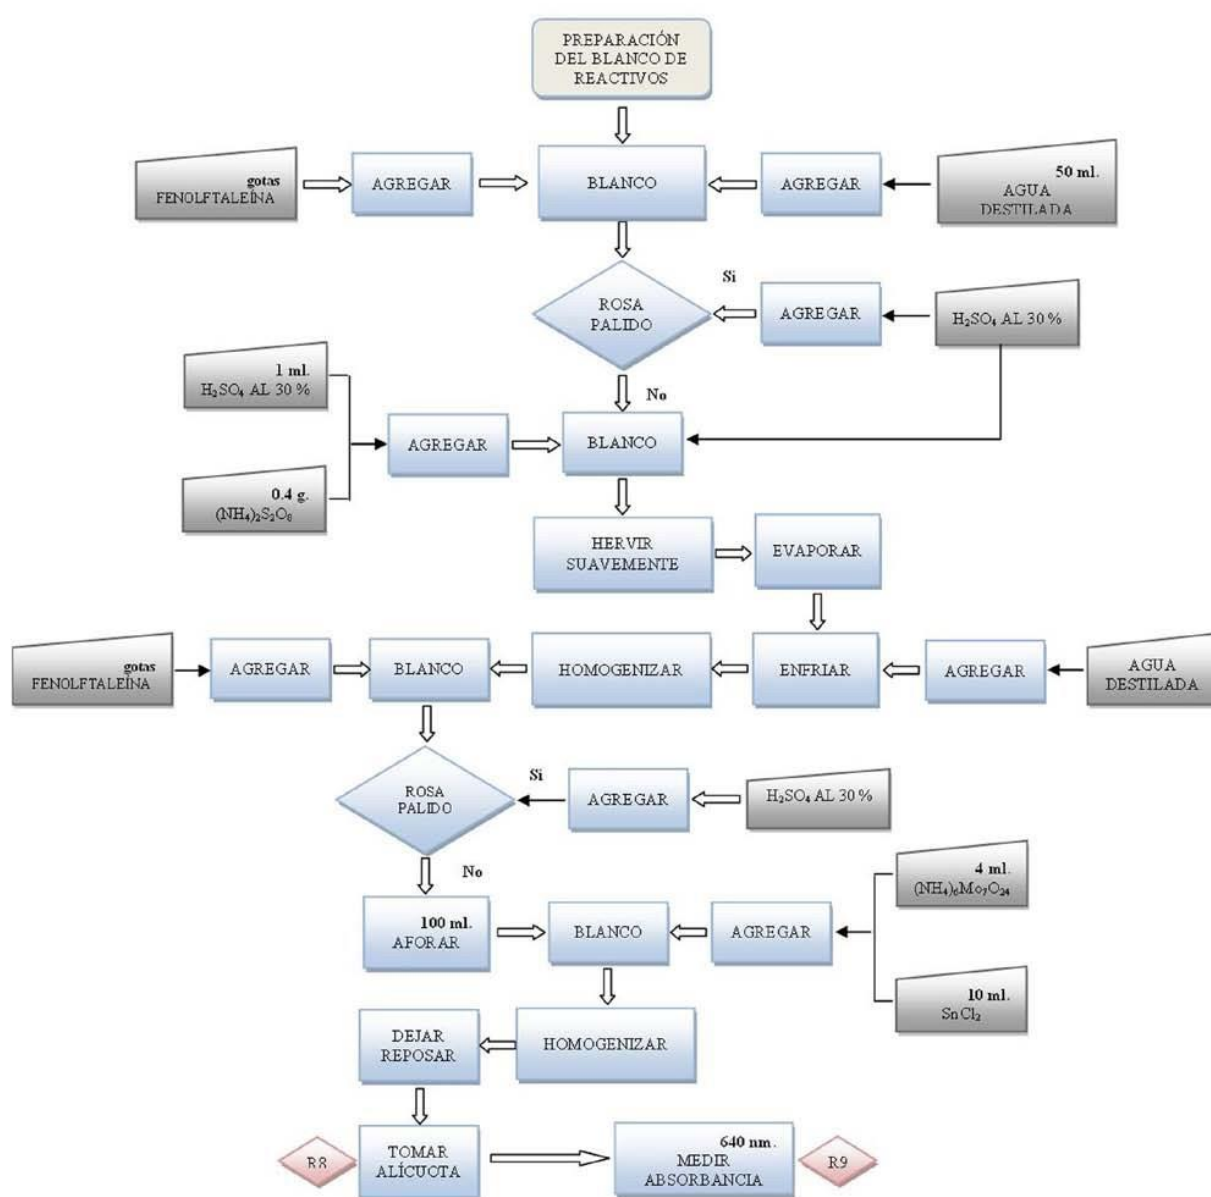 PREPARACIÓN
DEL BLANCO DE
REACTIVOS
gotas
FENOLFTALEÍNA
AGREGAR
BLANCO
AGREGAR
50 ml.
AGUA
DESTILADA
Si
ROSA
PALIDO
AGREGAR
H₂SO₄ AL 30 %
No
1 ml.
H₂SO₄ AL 30 %
AGREGAR
BLANCO
0.4 g.
(NH₄)₂S₂O₈
HERVIR
SUAVEMENTE
EVAPORAR
gotas
FENOLFTALEÍNA
AGREGAR
BLANCO
HOMOGENIZAR
ENFRIAR
AGREGAR
AGUA
DESTILADA
ROSA
PALIDO
Si
AGREGAR
H₂SO₄ AL 30 %
No
4 ml.
(NH₄)₆Mo₇O₂₄
100 ml.
AFORAR
BLANCO
AGREGAR
10 ml.
SnCl₂
DEJAR
REPOSAR
HOMOGENIZAR
R8
TOMAR
ALÍCUOTA
640 nm.
MEDIR
ABSORBANCIA
R9